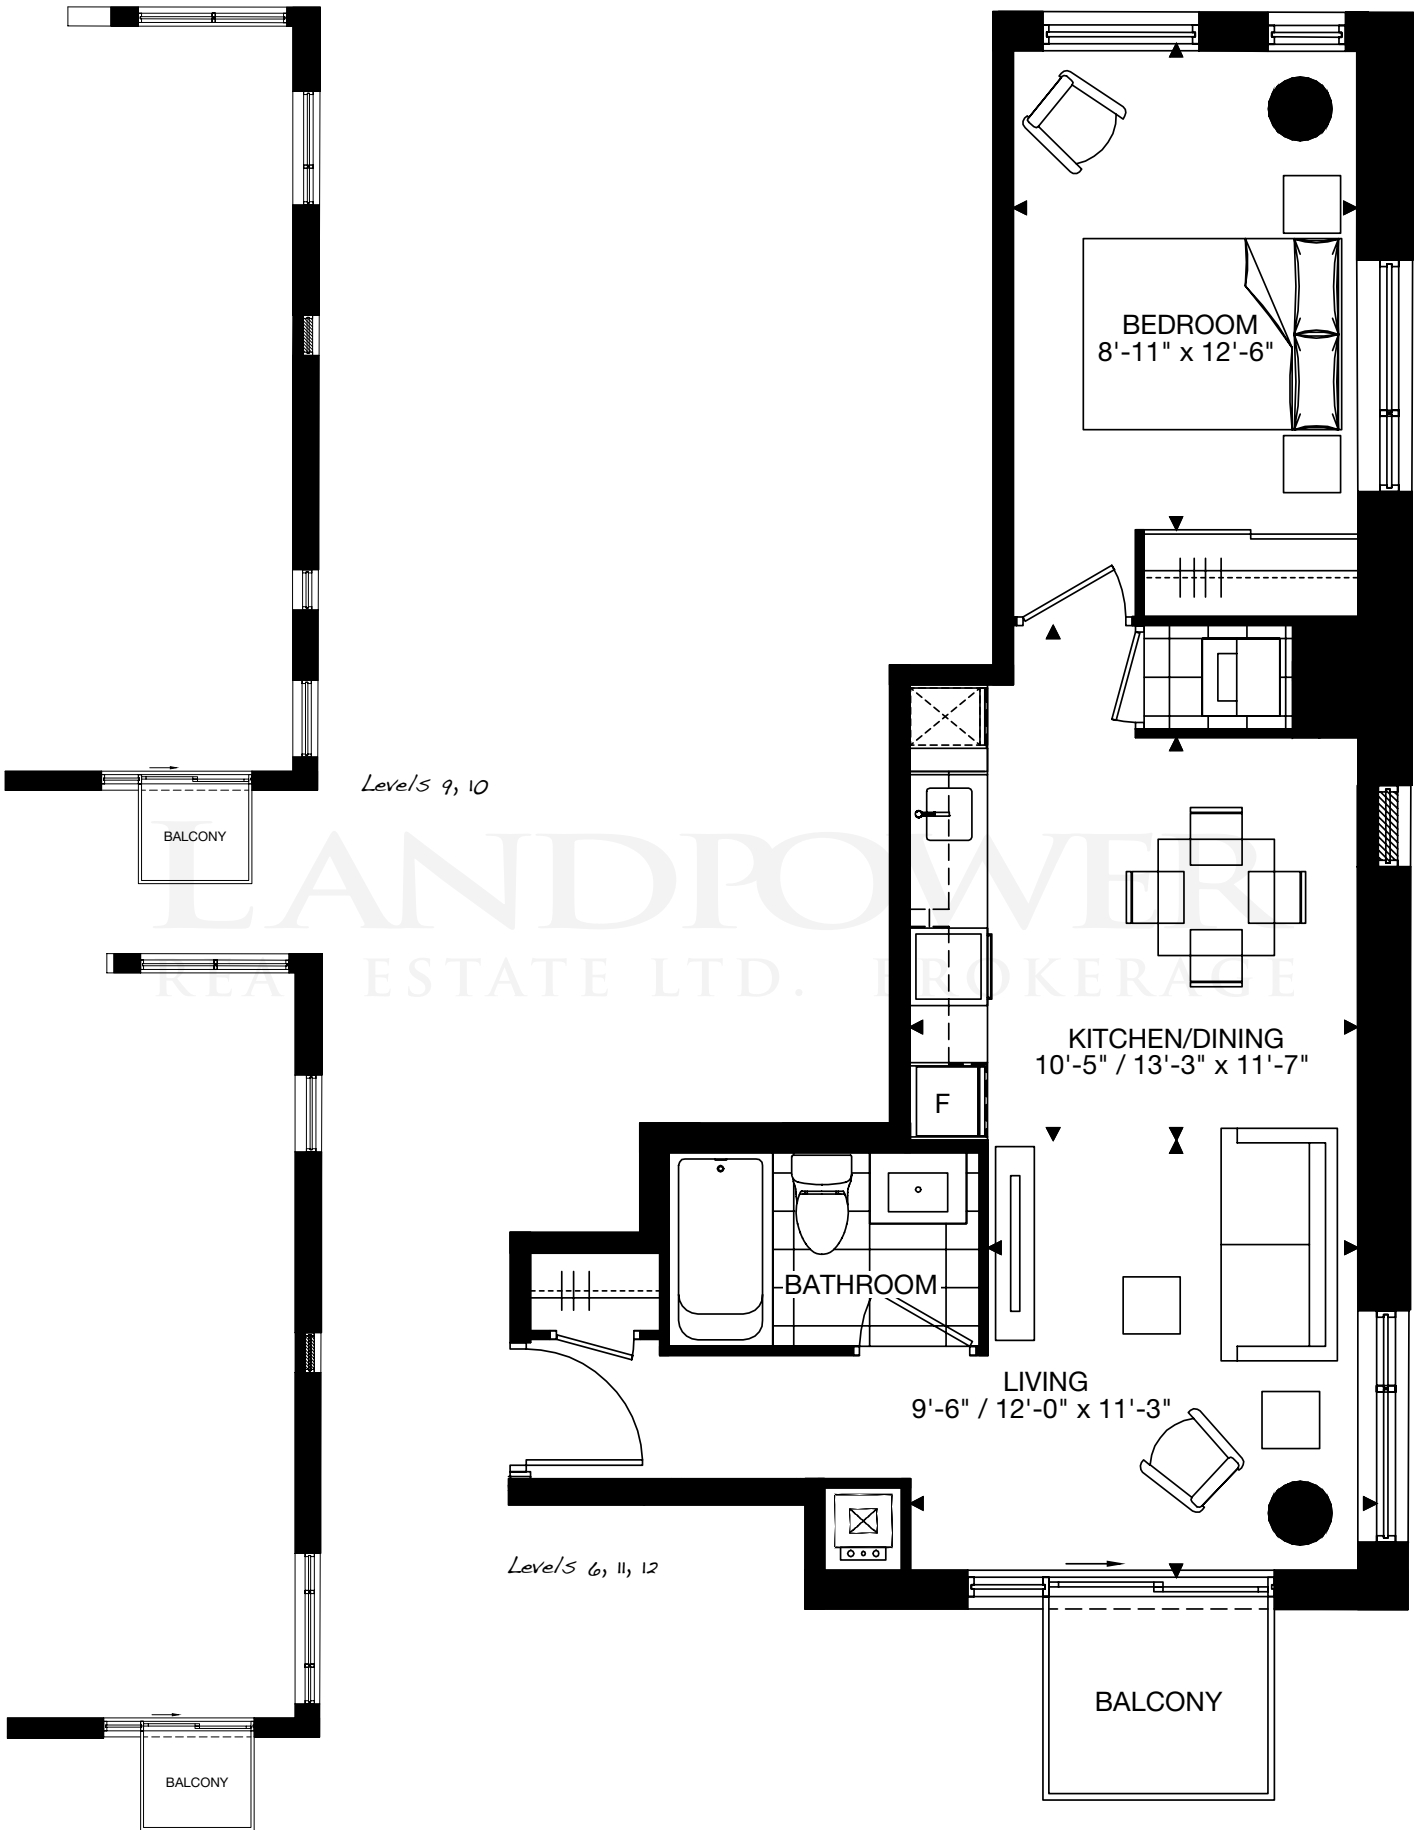 BEDROOM
8'-11" x 12'-6"
Levels 9, 10
BALCONY
LANDPOWER
REAL ESTATE LTD. BROKERAGE
KITCHEN/DINING
10'-5" / 13'-3" x 11'-7"
F
BATHROOM
LIVING
9'-6" / 12'-0" x 11'-3"
Levels 6, 11, 12
BALCONY
BALCONY